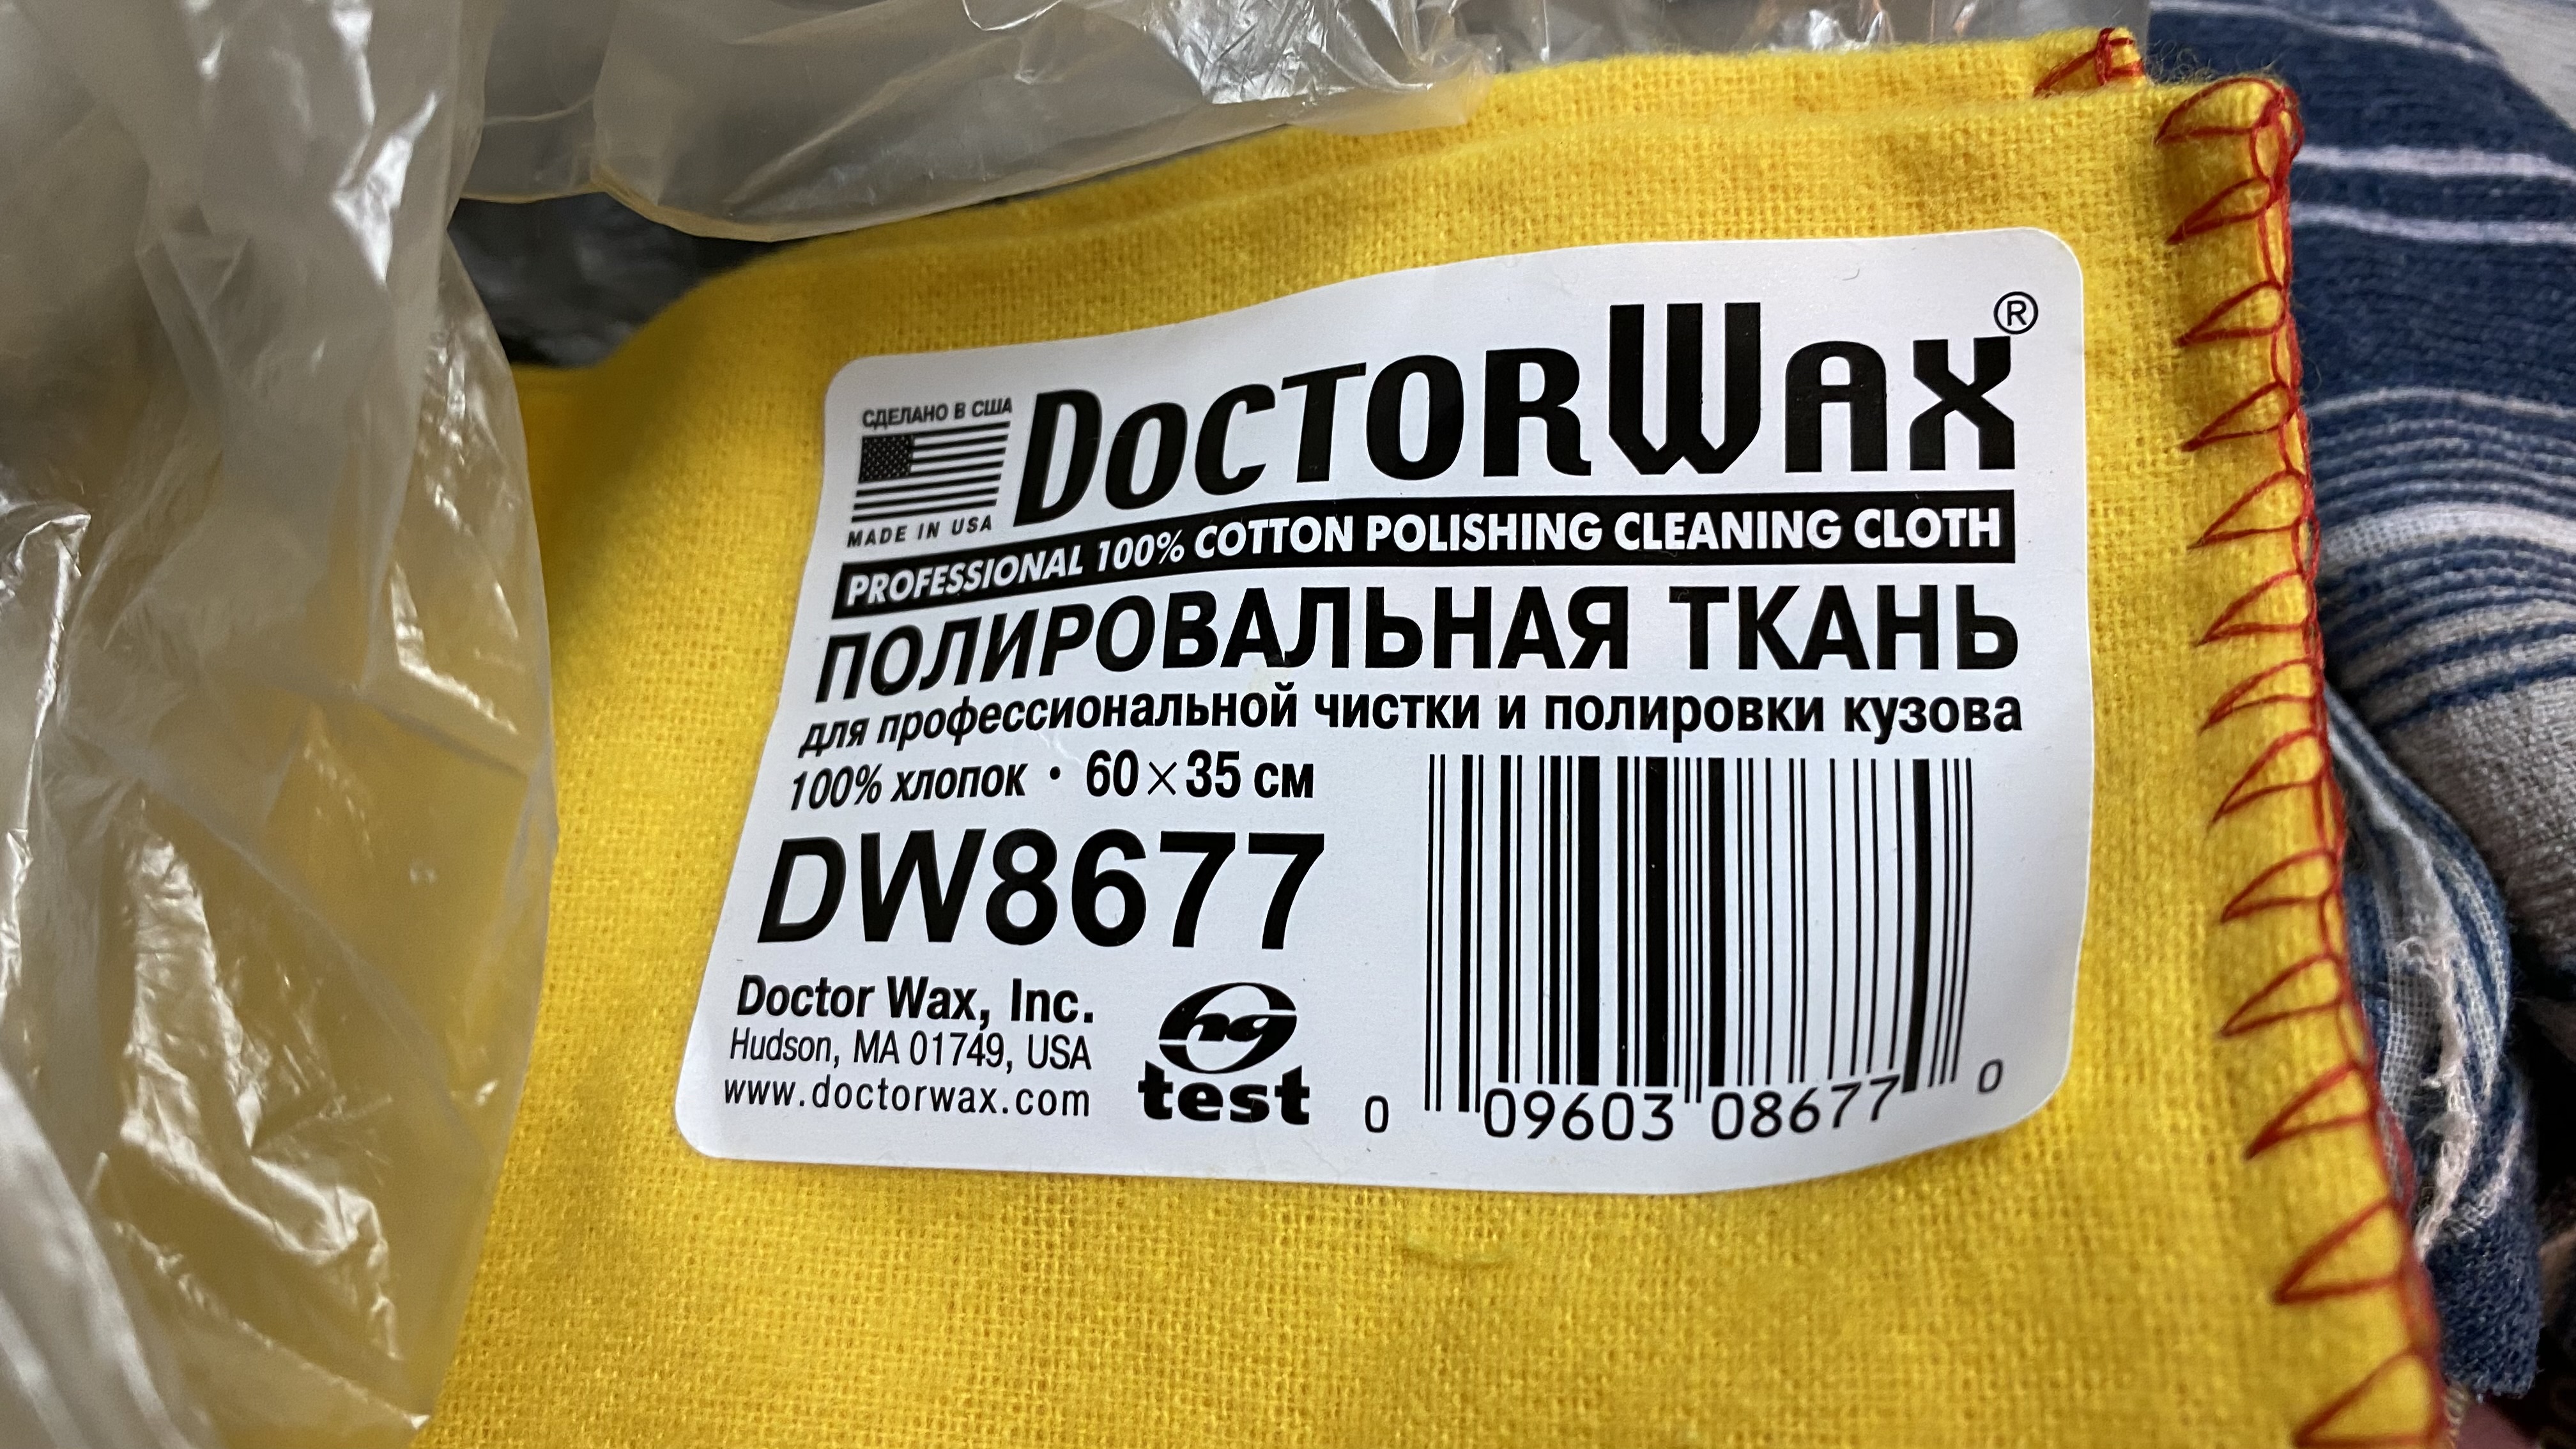 СДЕЛАНО В США
MADE IN USA
DOCTORWAX®
PROFESSIONAL 100% COTTON POLISHING CLEANING CLOTH
ПОЛИРОВАЛЬНАЯ ТКАНЬ
для профессиональной чистки и полировки кузова
100% хлопок • 60×35 см
DW8677
Doctor Wax, Inc.
Hudson, MA 01749, USA
www.doctorwax.com
hg
test
0 09603 08677 0